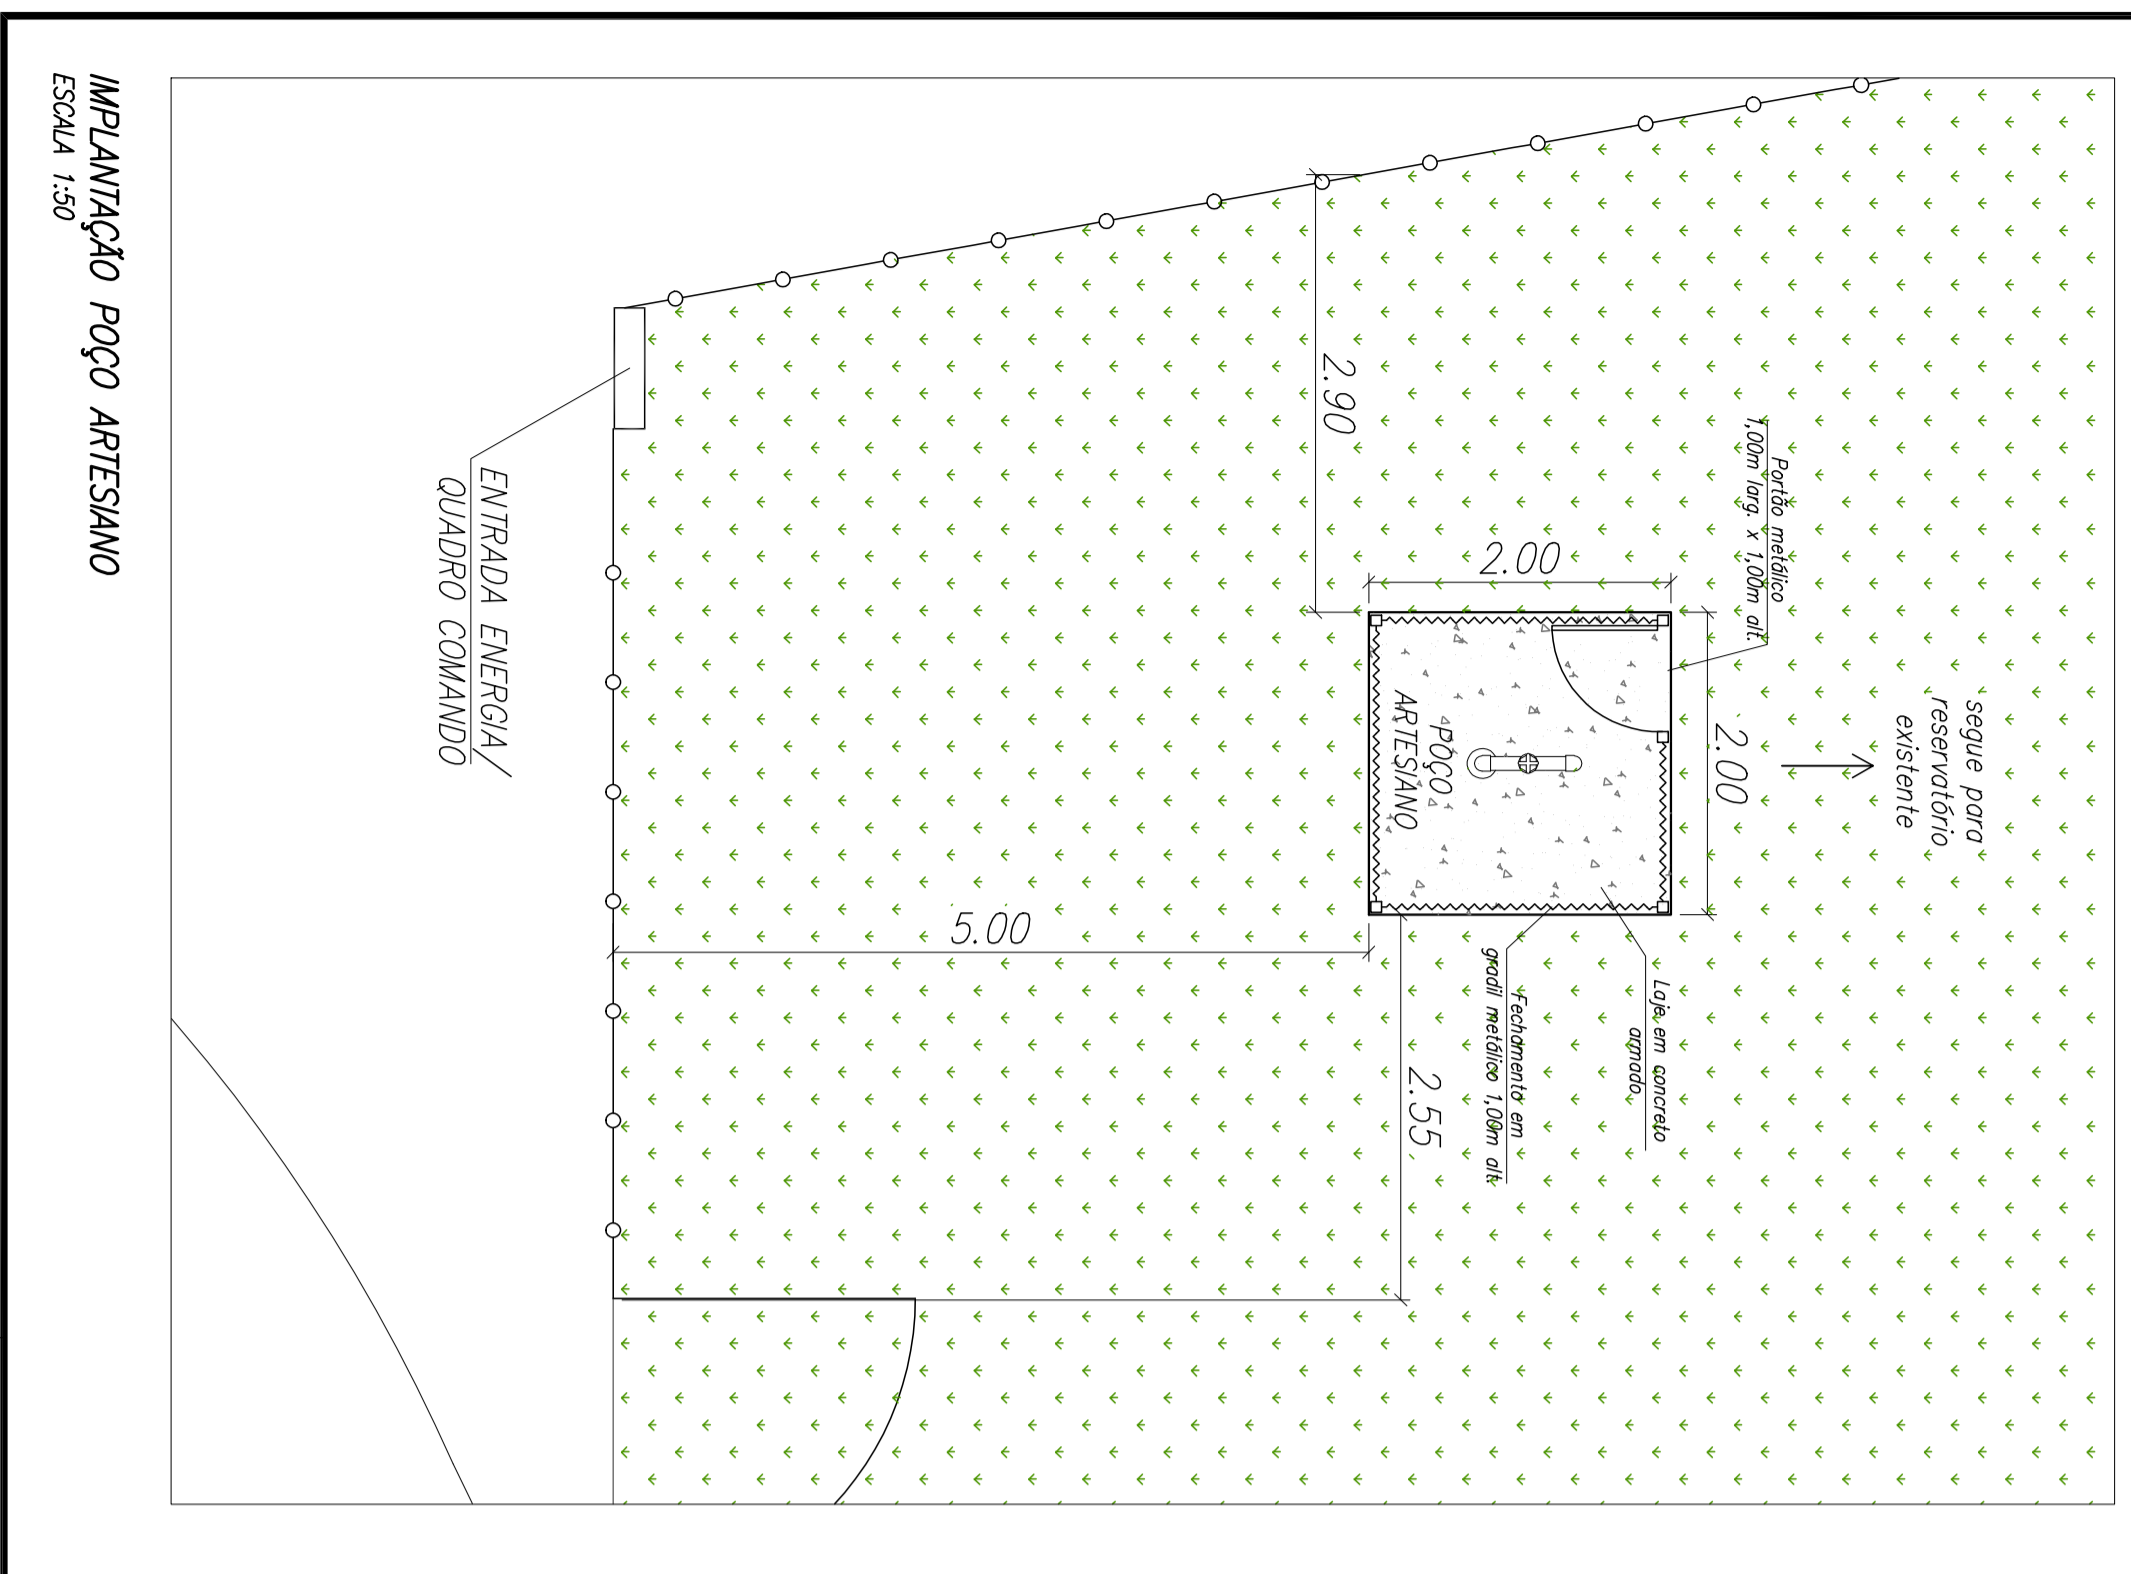 IMPLANTAÇÃO POÇO ARTESIANO
ESCALA 1:50
segue para
reservatório
existente
Portão metálico
1,00m larg. x 1,00m alt.
2.00
2.00
2.90
POÇO
ARTESIANO
Laje em concreto
armado
Fechamento em
gradil metálico 1,00m alt.
2.55
5.00
ENTRADA ENERGIA/
QUADRO COMANDO